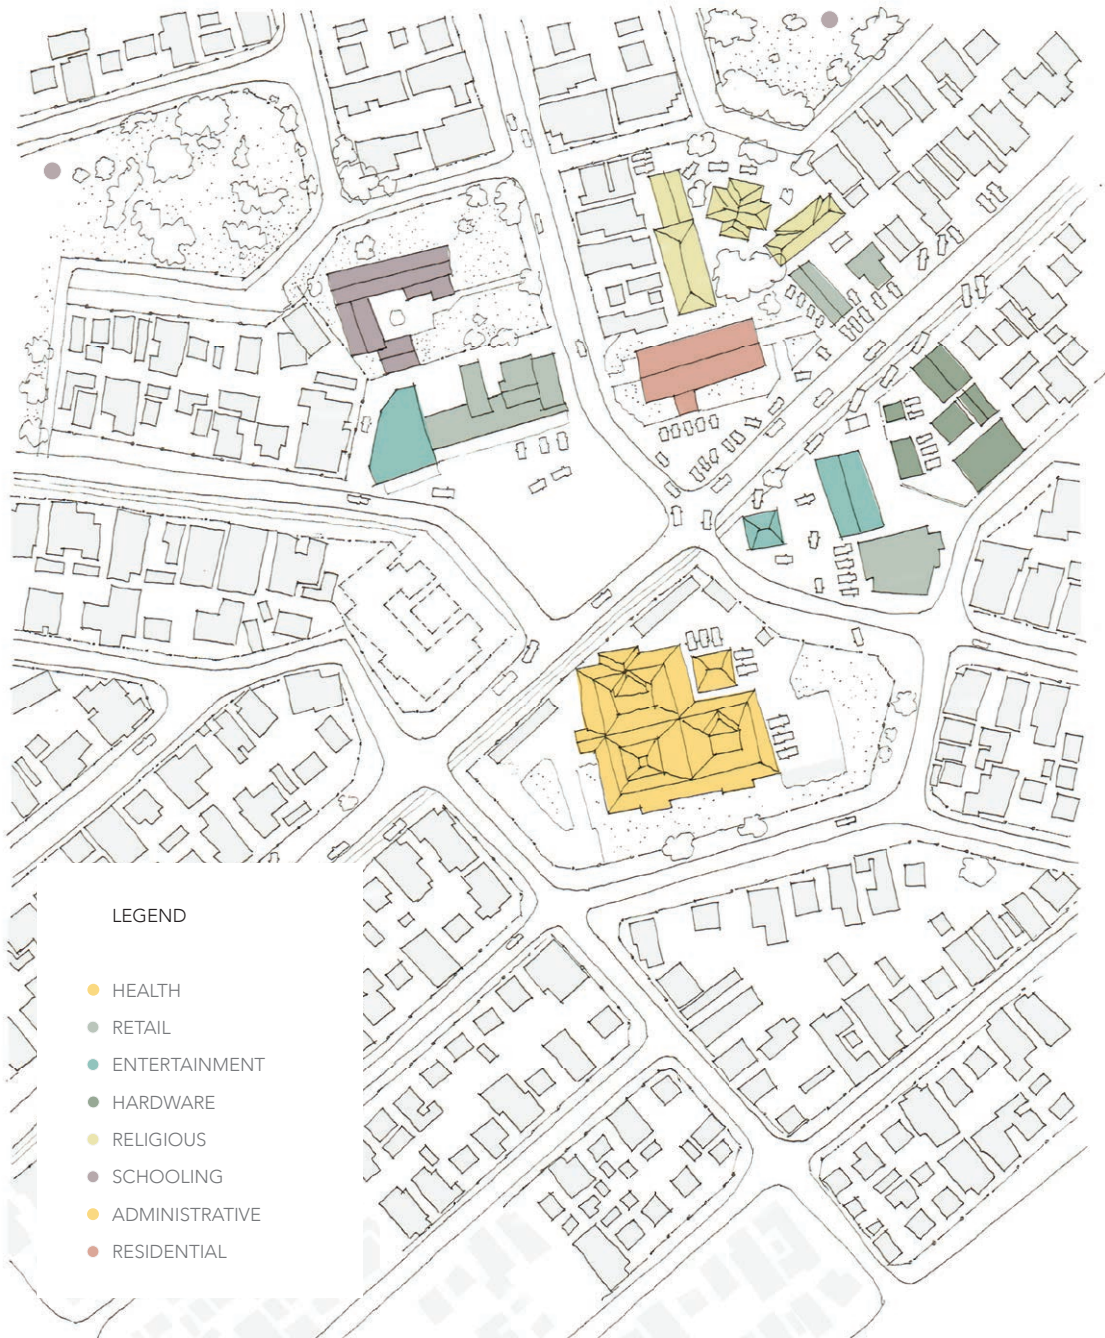 LEGEND
HEALTH
RETAIL
ENTERTAINMENT
HARDWARE
RELIGIOUS
SCHOOLING
ADMINISTRATIVE
RESIDENTIAL